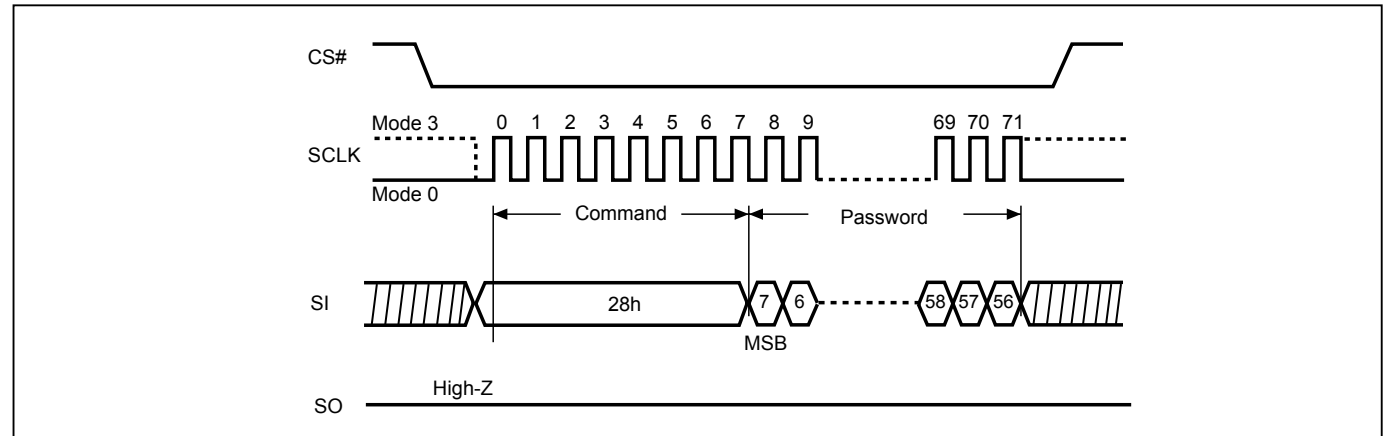 CS#
Mode 3 0 1 2 3 4 5 6 7 8 9 69 70 71
SCLK
Mode 0
Command Password
SI 28h 7 6 58 57 56
MSB
High-Z
SO